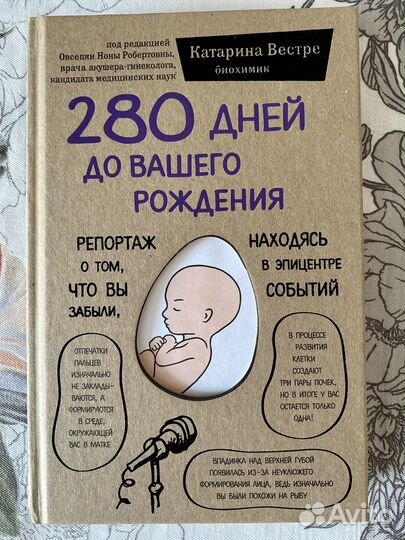 под редакцией
Овсепян Ноны Робертовны,
врача акушера-гинеколога,
кандидата медицинских наук
Катарина Вестре
биохимик
280 ДНЕЙ
ДО ВАШЕГО
РОЖДЕНИЯ
РЕПОРТАЖ
О ТОМ,
ЧТО ВЫ
ЗАБЫЛИ,
НАХОДЯСЬ
В ЭПИЦЕНТРЕ
СОБЫТИЙ
ОТПЕЧАТКИ
ПАЛЬЦЕВ
ИЗНАЧАЛЬНО
НЕ ЗАКЛАДЫ-
ВАЮТСЯ, А
ФОРМИРУЮТСЯ
В СРЕДЕ,
ОКРУЖАЮЩЕЙ
ВАС В МАТКЕ
В ПРОЦЕССЕ
РАЗВИТИЯ
КЛЕТКИ
СОЗДАЮТ
ТРИ ПАРЫ ПОЧЕК,
НО В ИТОГЕ У ВАС
ОСТАЕТСЯ ТОЛЬКО
ОДНА!
ВПАДИНКА НАД ВЕРХНЕЙ ГУБОЙ
ПОЯВИЛАСЬ ИЗ-ЗА НЕУКЛЮЖЕГО
ФОРМИРОВАНИЯ ЛИЦА, ВЕДЬ ИЗНАЧАЛЬНО
ВЫ БЫЛИ ПОХОЖИ НА РЫБУ
Avito